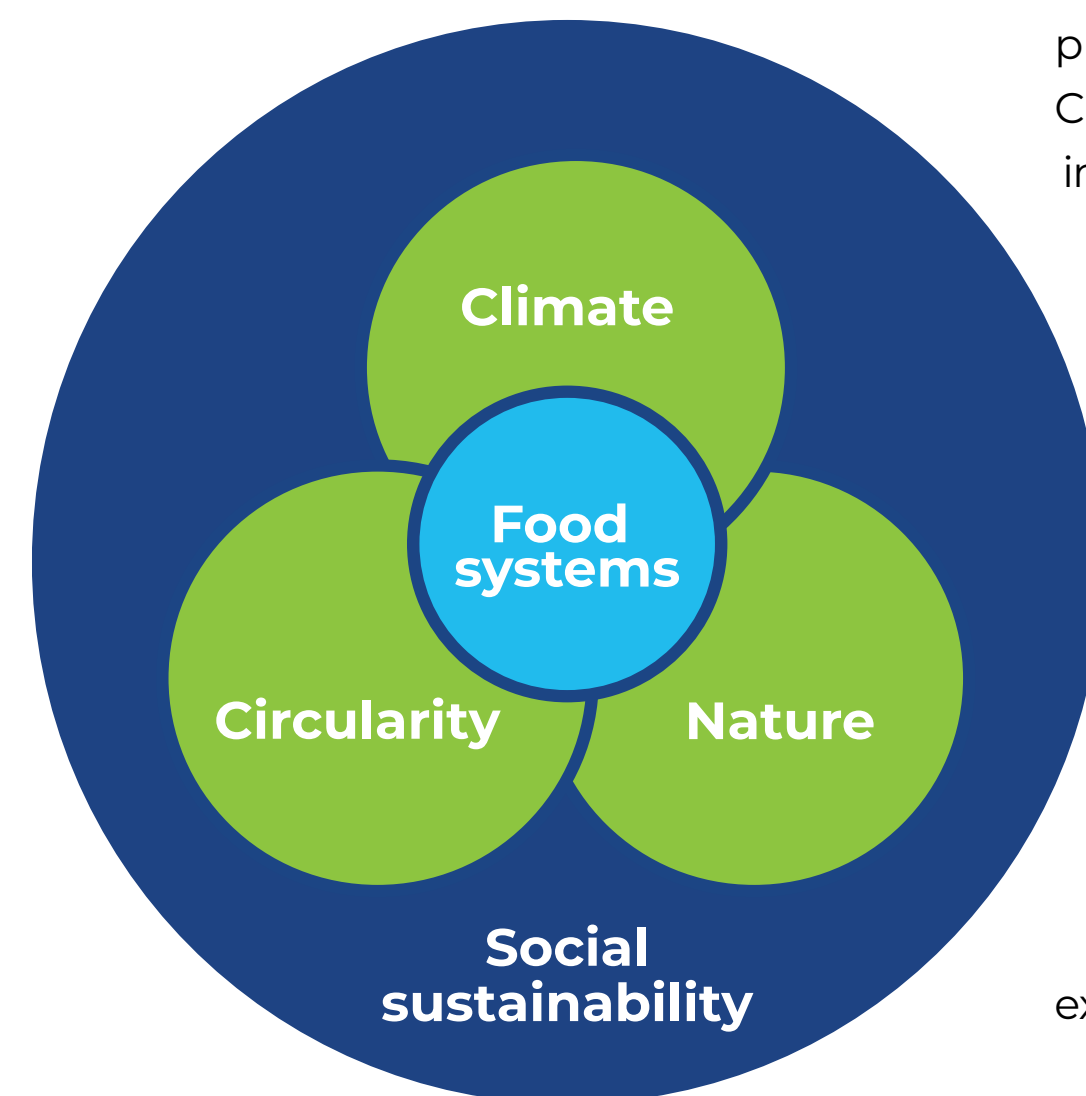 Climate
Food
systems
Circularity
Nature
Social
sustainability